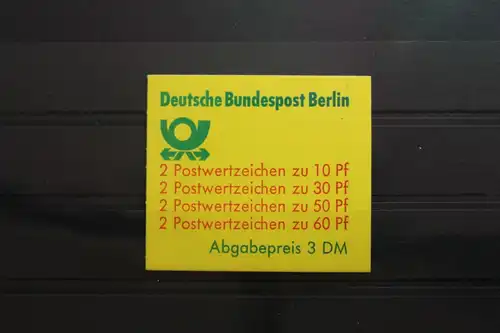 Deutsche Bundespost Berlin
2 Postwertzeichen zu 10 Pf
2 Postwertzeichen zu 30 Pf
2 Postwertzeichen zu 50 Pf
2 Postwertzeichen zu 60 Pf
Abgabepreis 3 DM